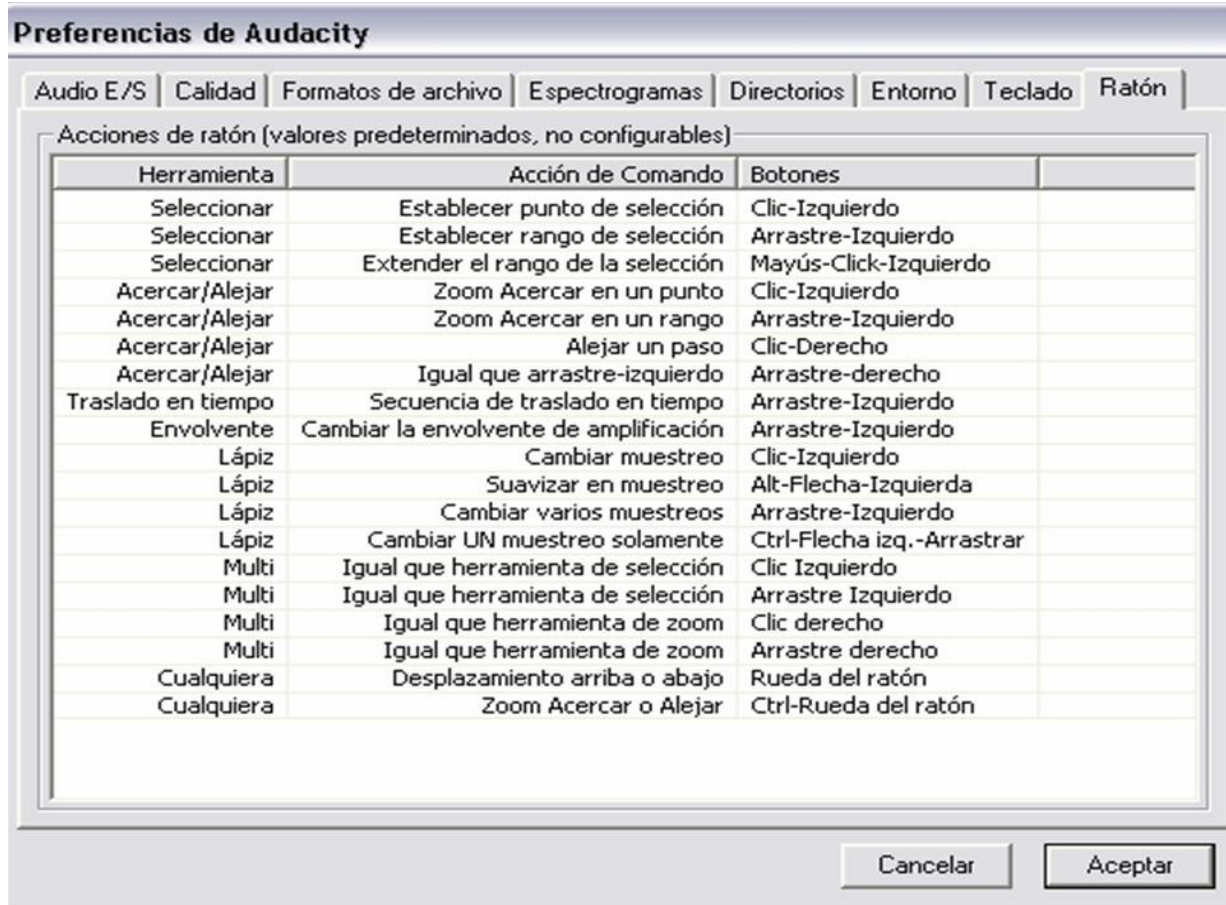 Preferencias de Audacity
Audio E/S Calidad Formatos de archivo Espectrogramas Directorios Entorno Teclado Ratón
Acciones de ratón (valores predeterminados, no configurables)
Herramienta Acción de Comando Botones
Seleccionar Establecer punto de selección Clic-Izquierdo
Seleccionar Establecer rango de selección Arrastre-Izquierdo
Seleccionar Extender el rango de la selección Mayús-Click-Izquierdo
Acercar/Alejar Zoom Acercar en un punto Clic-Izquierdo
Acercar/Alejar Zoom Acercar en un rango Arrastre-Izquierdo
Acercar/Alejar Alejar un paso Clic-Derecho
Acercar/Alejar Igual que arrastre-izquierdo Arrastre-derecho
Traslado en tiempo Secuencia de traslado en tiempo Arrastre-Izquierdo
Envolvente Cambiar la envolvente de amplificación Arrastre-Izquierdo
Lápiz Cambiar muestreo Clic-Izquierdo
Lápiz Suavizar en muestreo Alt-Flecha-Izquierda
Lápiz Cambiar varios muestreos Arrastre-Izquierdo
Lápiz Cambiar UN muestreo solamente Ctrl-Flecha izq.-Arrastrar
Multi Igual que herramienta de selección Clic Izquierdo
Multi Igual que herramienta de selección Arrastre Izquierdo
Multi Igual que herramienta de zoom Clic derecho
Multi Igual que herramienta de zoom Arrastre derecho
Cualquiera Desplazamiento arriba o abajo Rueda del ratón
Cualquiera Zoom Acercar o Alejar Ctrl-Rueda del ratón
Cancelar Aceptar